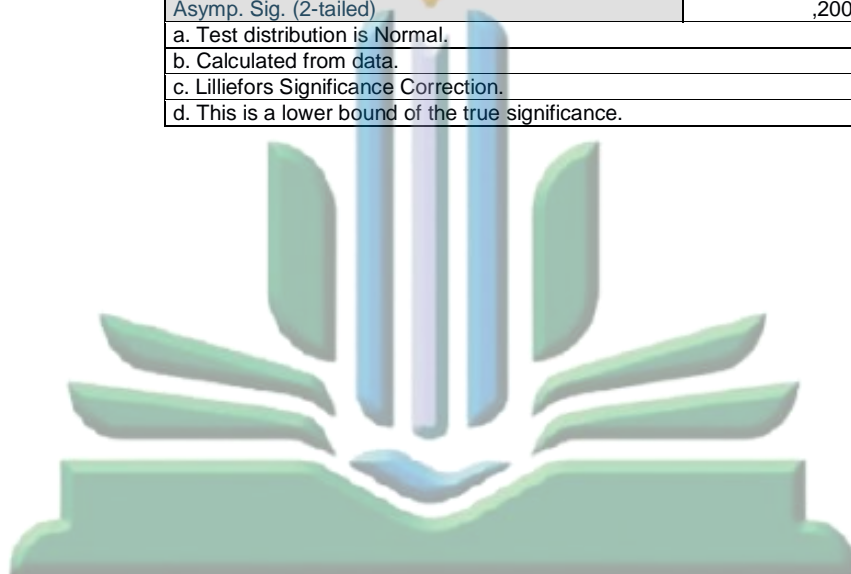 Asymp. Sig. (2-tailed) ,200
a. Test distribution is Normal.
b. Calculated from data.
c. Lilliefors Significance Correction.
d. This is a lower bound of the true significance.